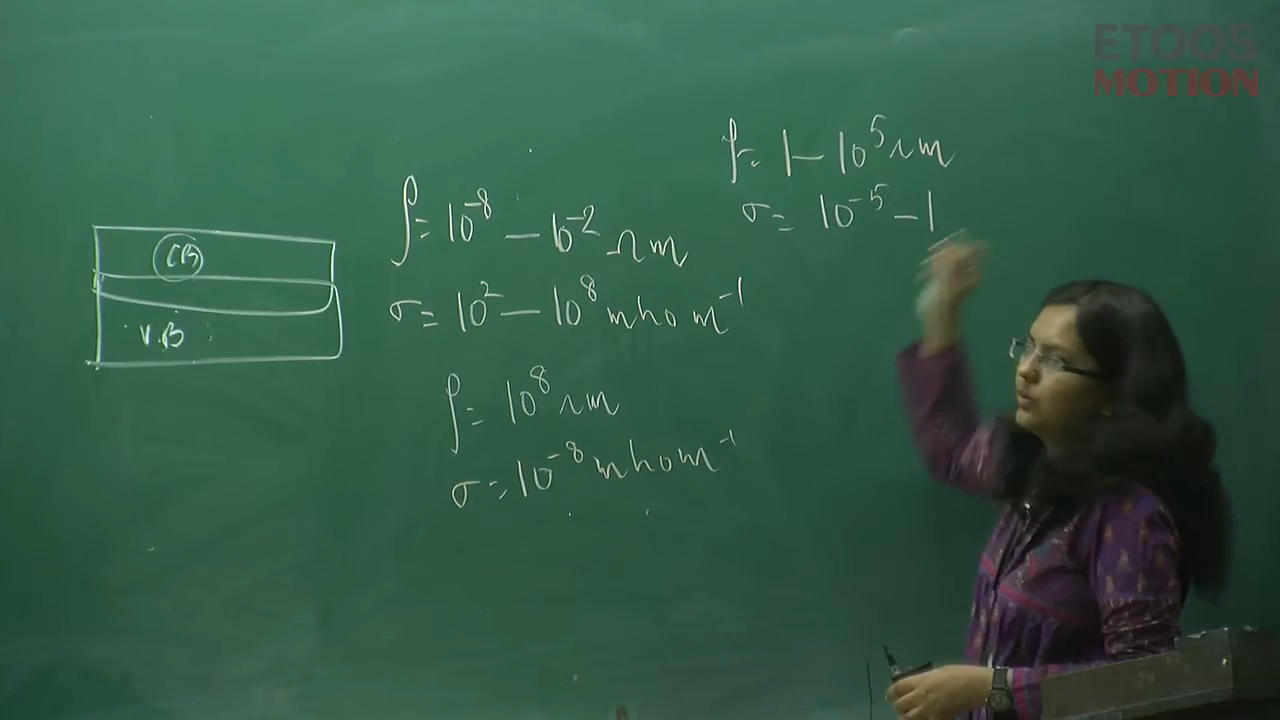 CB
V.B
ρ = 10⁻⁸ — 10⁻² Ωm
σ = 10² — 10⁸ mho m⁻¹
ρ = 10⁸ Ωm
σ = 10⁻⁸ mho m⁻¹
ρ = 1 — 10⁵ Ωm
σ = 10⁻⁵ — 1
ETOOS
MOTION